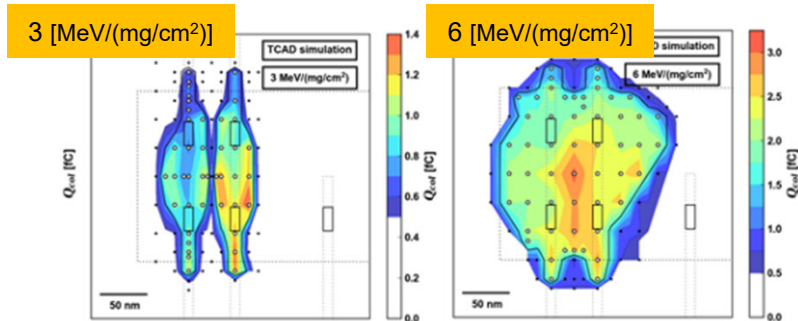 3 [MeV/(mg/cm²)]
6 [MeV/(mg/cm²)]
TCAD simulation
3 MeV/(mg/cm²)
simulation
6 MeV/(mg/cm²)
1.4
1.2
1.0
0.8
0.6
0.4
0.2
0.0
3.0
2.5
2.0
1.5
1.0
0.5
0.0
Qcol [fC]
Qcol [fC]
50 nm
50 nm